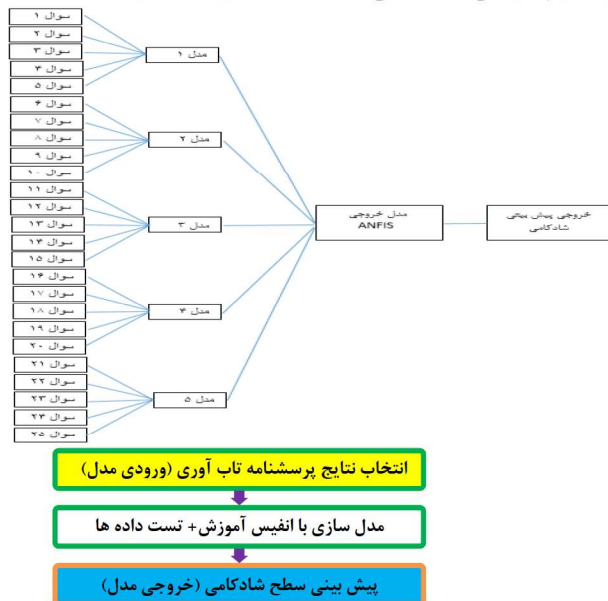 سوال ۱
سوال ۲
سوال ۳
سوال ۴
سوال ۵
سوال ۶
سوال ۷
سوال ۸
سوال ۹
سوال ۱۰
سوال ۱۱
سوال ۱۲
سوال ۱۳
سوال ۱۴
سوال ۱۵
سوال ۱۶
سوال ۱۷
سوال ۱۸
سوال ۱۹
سوال ۲۰
سوال ۲۱
سوال ۲۲
سوال ۲۳
سوال ۲۴
سوال ۲۵
مدل ۱
مدل ۲
مدل ۳
مدل ۴
مدل ۵
مدل خروجی
ANFIS
خروجی پیش بینی
شادکامی
انتخاب نتایج پرسشنامه تاب آوری (ورودی مدل)
مدل سازی با انفیس آموزش+ تست داده ها
پیش بینی سطح شادکامی (خروجی مدل)